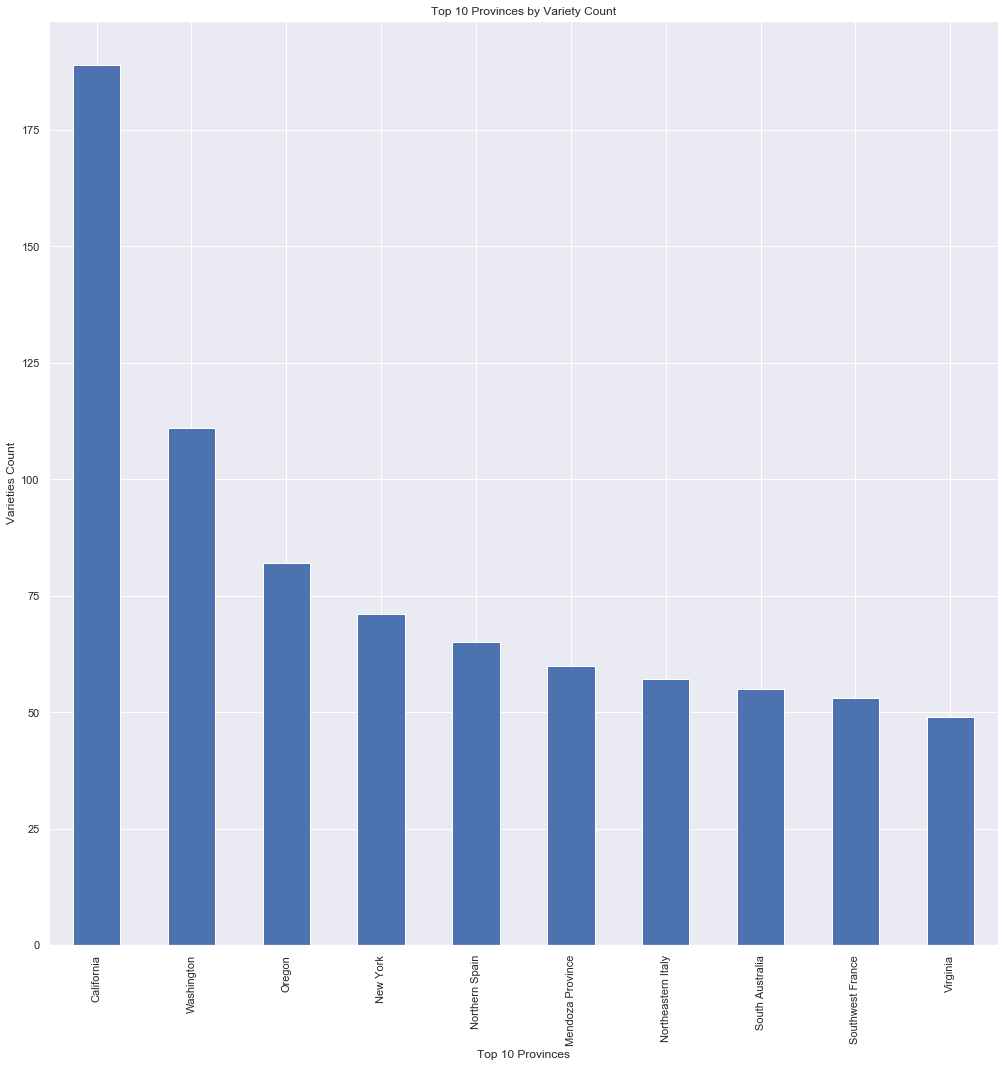 Top 10 Provinces by Variety Count
Varieties Count
175
150
125
100
75
50
25
0
California
Washington
Oregon
New York
Northern Spain
Mendoza Province
Northeastern Italy
South Australia
Southwest France
Virginia
Top 10 Provinces